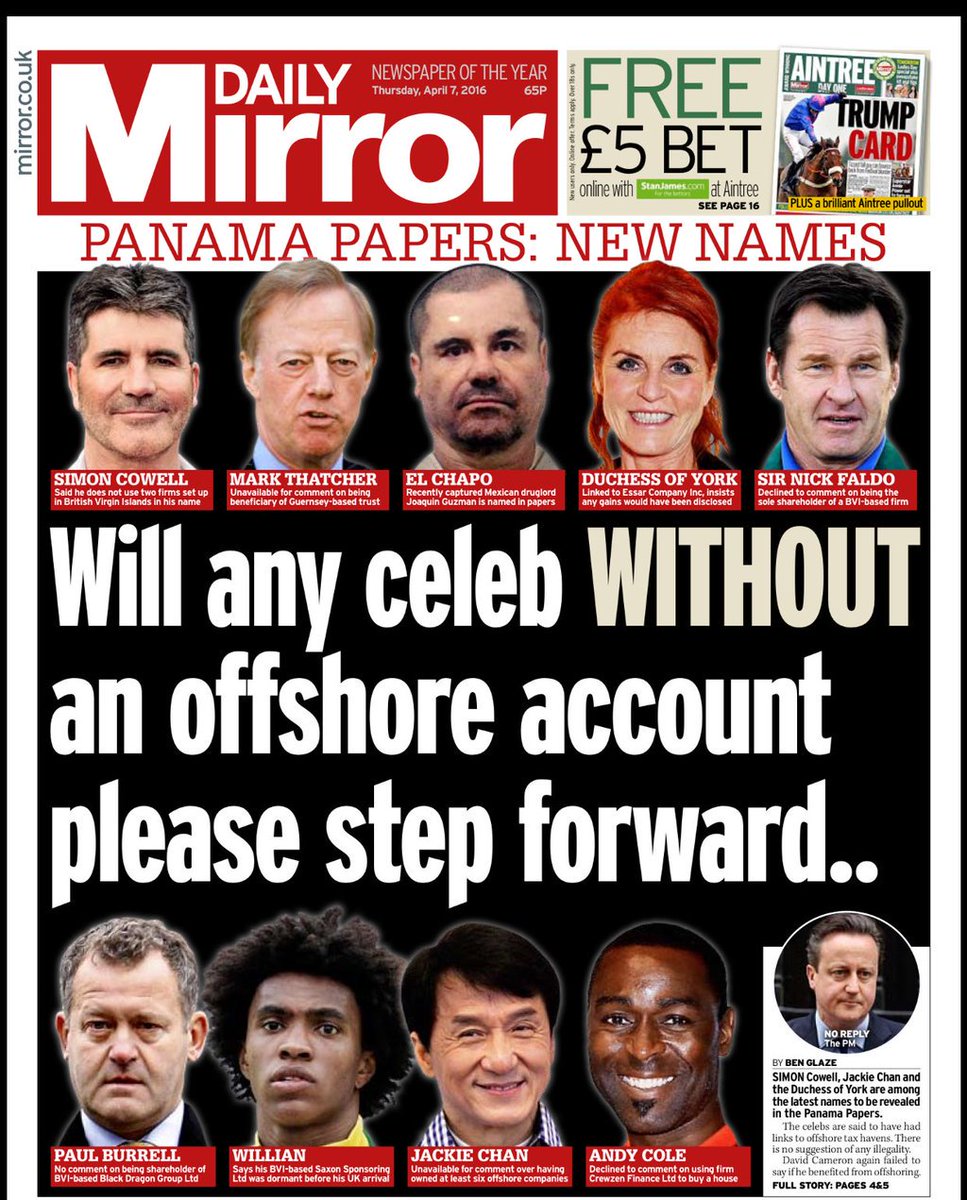 mirror.co.uk
DAILY
Mirror
NEWSPAPER OF THE YEAR
Thursday, April 7, 2016 65P
New users only. Online offer. Terms apply. Over 18s only.
FREE
£5 BET
online with StanJames.com at Aintree
SEE PAGE 16
AINTREE
DAY ONE
TRUMP
CARD
PLUS a brilliant Aintree pullout
PANAMA PAPERS: NEW NAMES
SIMON COWELL
Said he does not use two firms set up
in British Virgin Islands in his name
MARK THATCHER
Unavailable for comment on being
beneficiary of Guernsey-based trust
EL CHAPO
Recently captured Mexican druglord
Joaquin Guzman is named in papers
DUCHESS OF YORK
Linked to Essar Company Inc, insists
any gains would have been disclosed
SIR NICK FALDO
Declined to comment on being the
sole shareholder of a BVI-based firm
Will any celeb WITHOUT
an offshore account
please step forward..
PAUL BURRELL
No comment on being shareholder of
BVI-based Black Dragon Group Ltd
WILLIAN
Says his BVI-based Saxon Sponsoring
Ltd was dormant before his UK arrival
JACKIE CHAN
Unavailable for comment over having
owned at least six offshore companies
ANDY COLE
Declined to comment on using firm
Crewzen Finance Ltd to buy a house
NO REPLY
The PM
BY BEN GLAZE
SIMON Cowell, Jackie Chan and
the Duchess of York are among
the latest names to be revealed
in the Panama Papers.
The celebs are said to have had
links to offshore tax havens. There
is no suggestion of any illegality.
David Cameron again failed to
say if he benefited from offshoring.
FULL STORY: PAGES 4&5